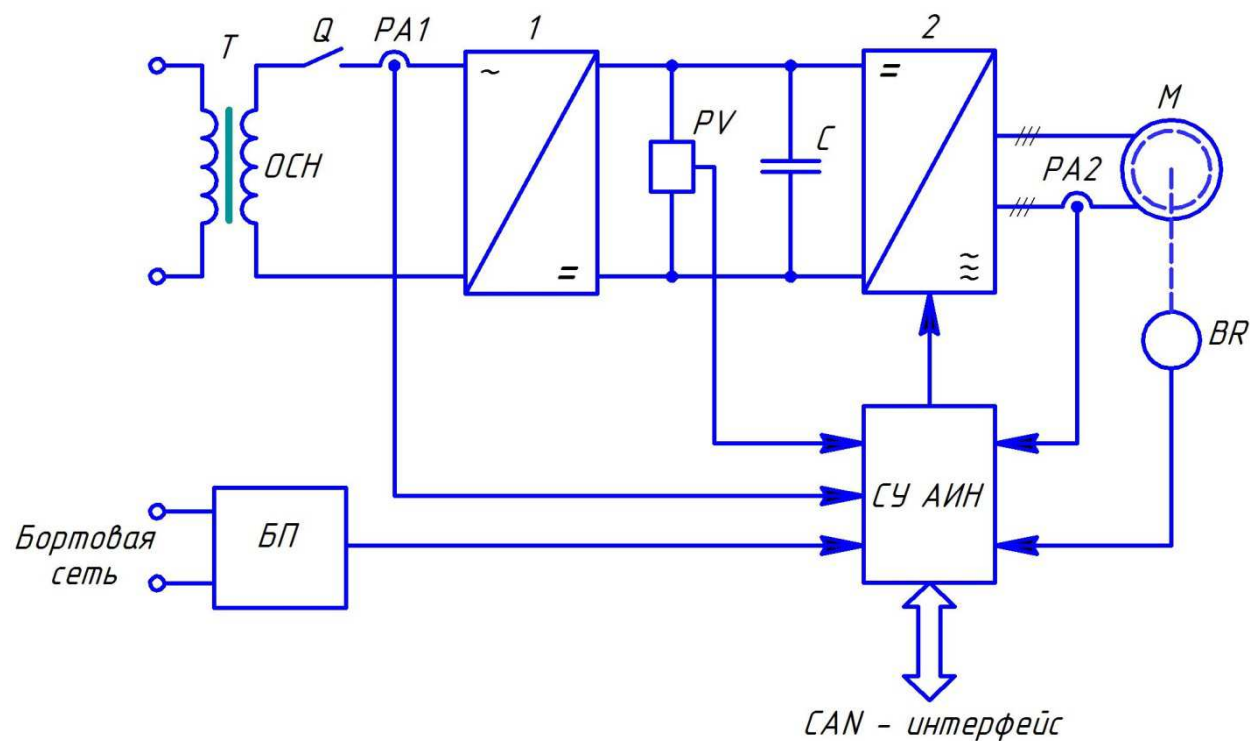 T
Q
PA1
1
2
M
~
=
PV
C
ОСН
PA2
=
≈
BR
СУ АИН
Бортовая
сеть
БП
CAN - интерфейс